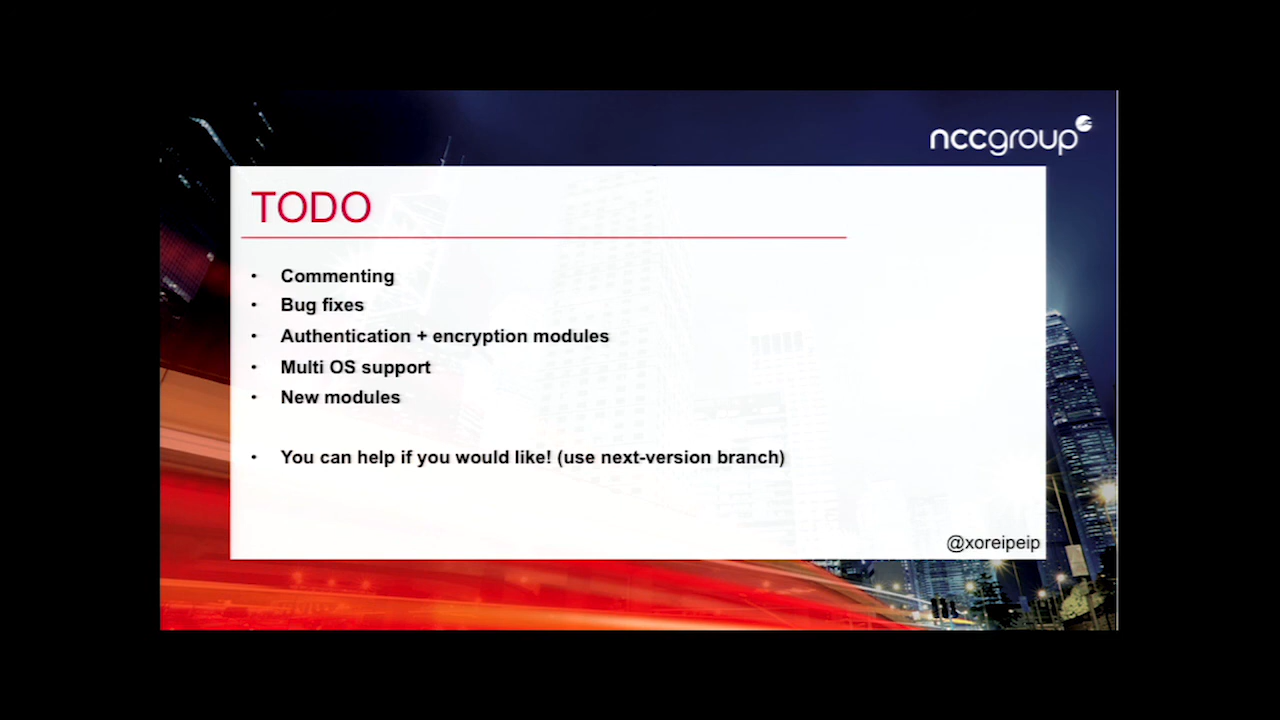 nccgroup
TODO
• Commenting
• Bug fixes
• Authentication + encryption modules
• Multi OS support
• New modules
• You can help if you would like! (use next-version branch)
@xoreipeip